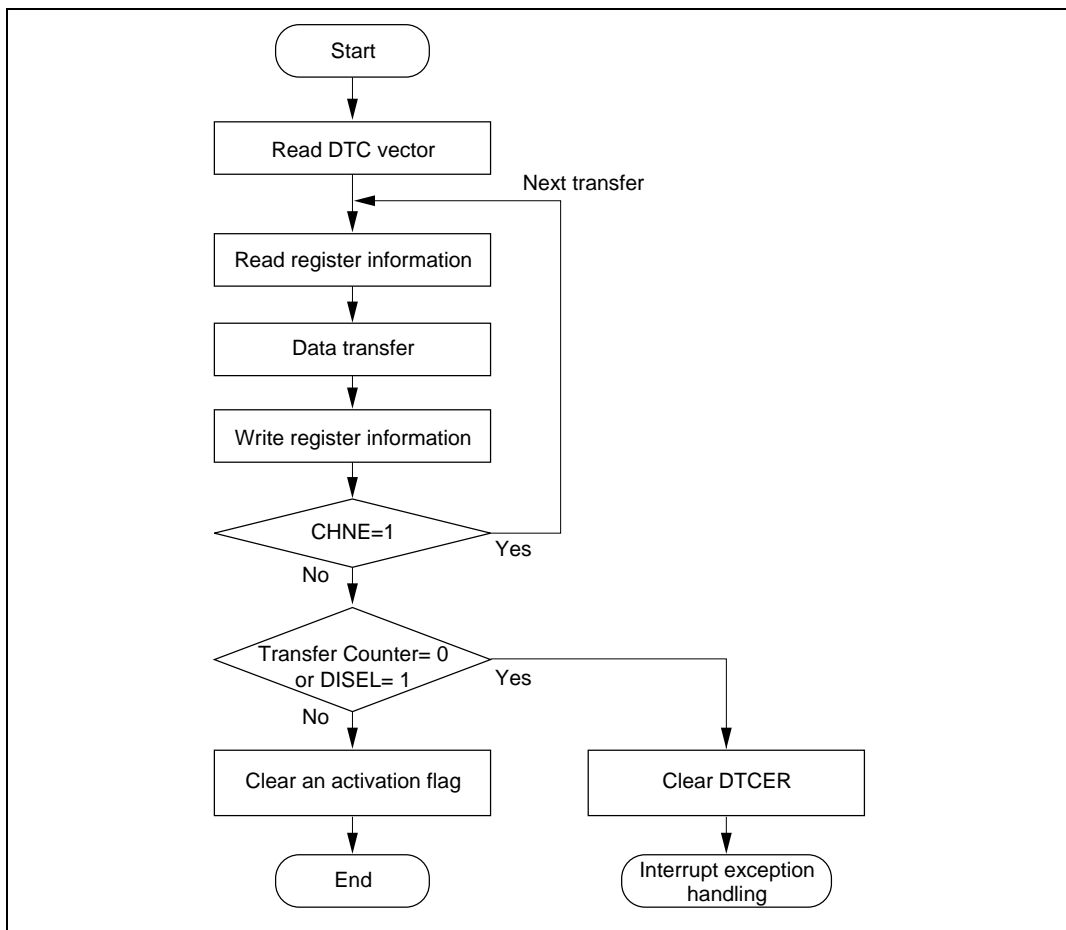 Start
Read DTC vector
Next transfer
Read register information
Data transfer
Write register information
CHNE=1
Yes
No
Transfer Counter= 0
or DISEL= 1
Yes
No
Clear an activation flag
Clear DTCER
End
Interrupt exception
handling